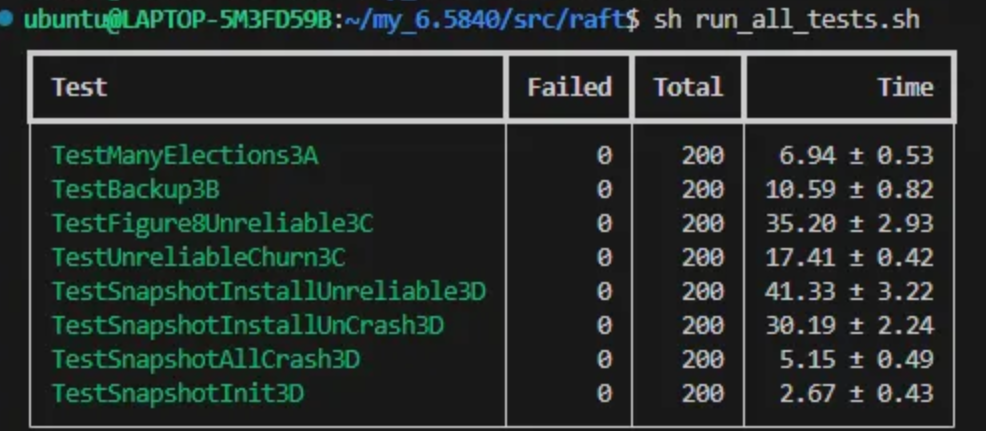 ubuntu@LAPTOP-5M3FD59B:~/my_6.5840/src/raft$ sh run_all_tests.sh
Test Failed Total Time
TestManyElections3A 0 200 6.94 ± 0.53
TestBackup3B 0 200 10.59 ± 0.82
TestFigure8Unreliable3C 0 200 35.20 ± 2.93
TestUnreliableChurn3C 0 200 17.41 ± 0.42
TestSnapshotInstallUnreliable3D 0 200 41.33 ± 3.22
TestSnapshotInstallUnCrash3D 0 200 30.19 ± 2.24
TestSnapshotAllCrash3D 0 200 5.15 ± 0.49
TestSnapshotInit3D 0 200 2.67 ± 0.43